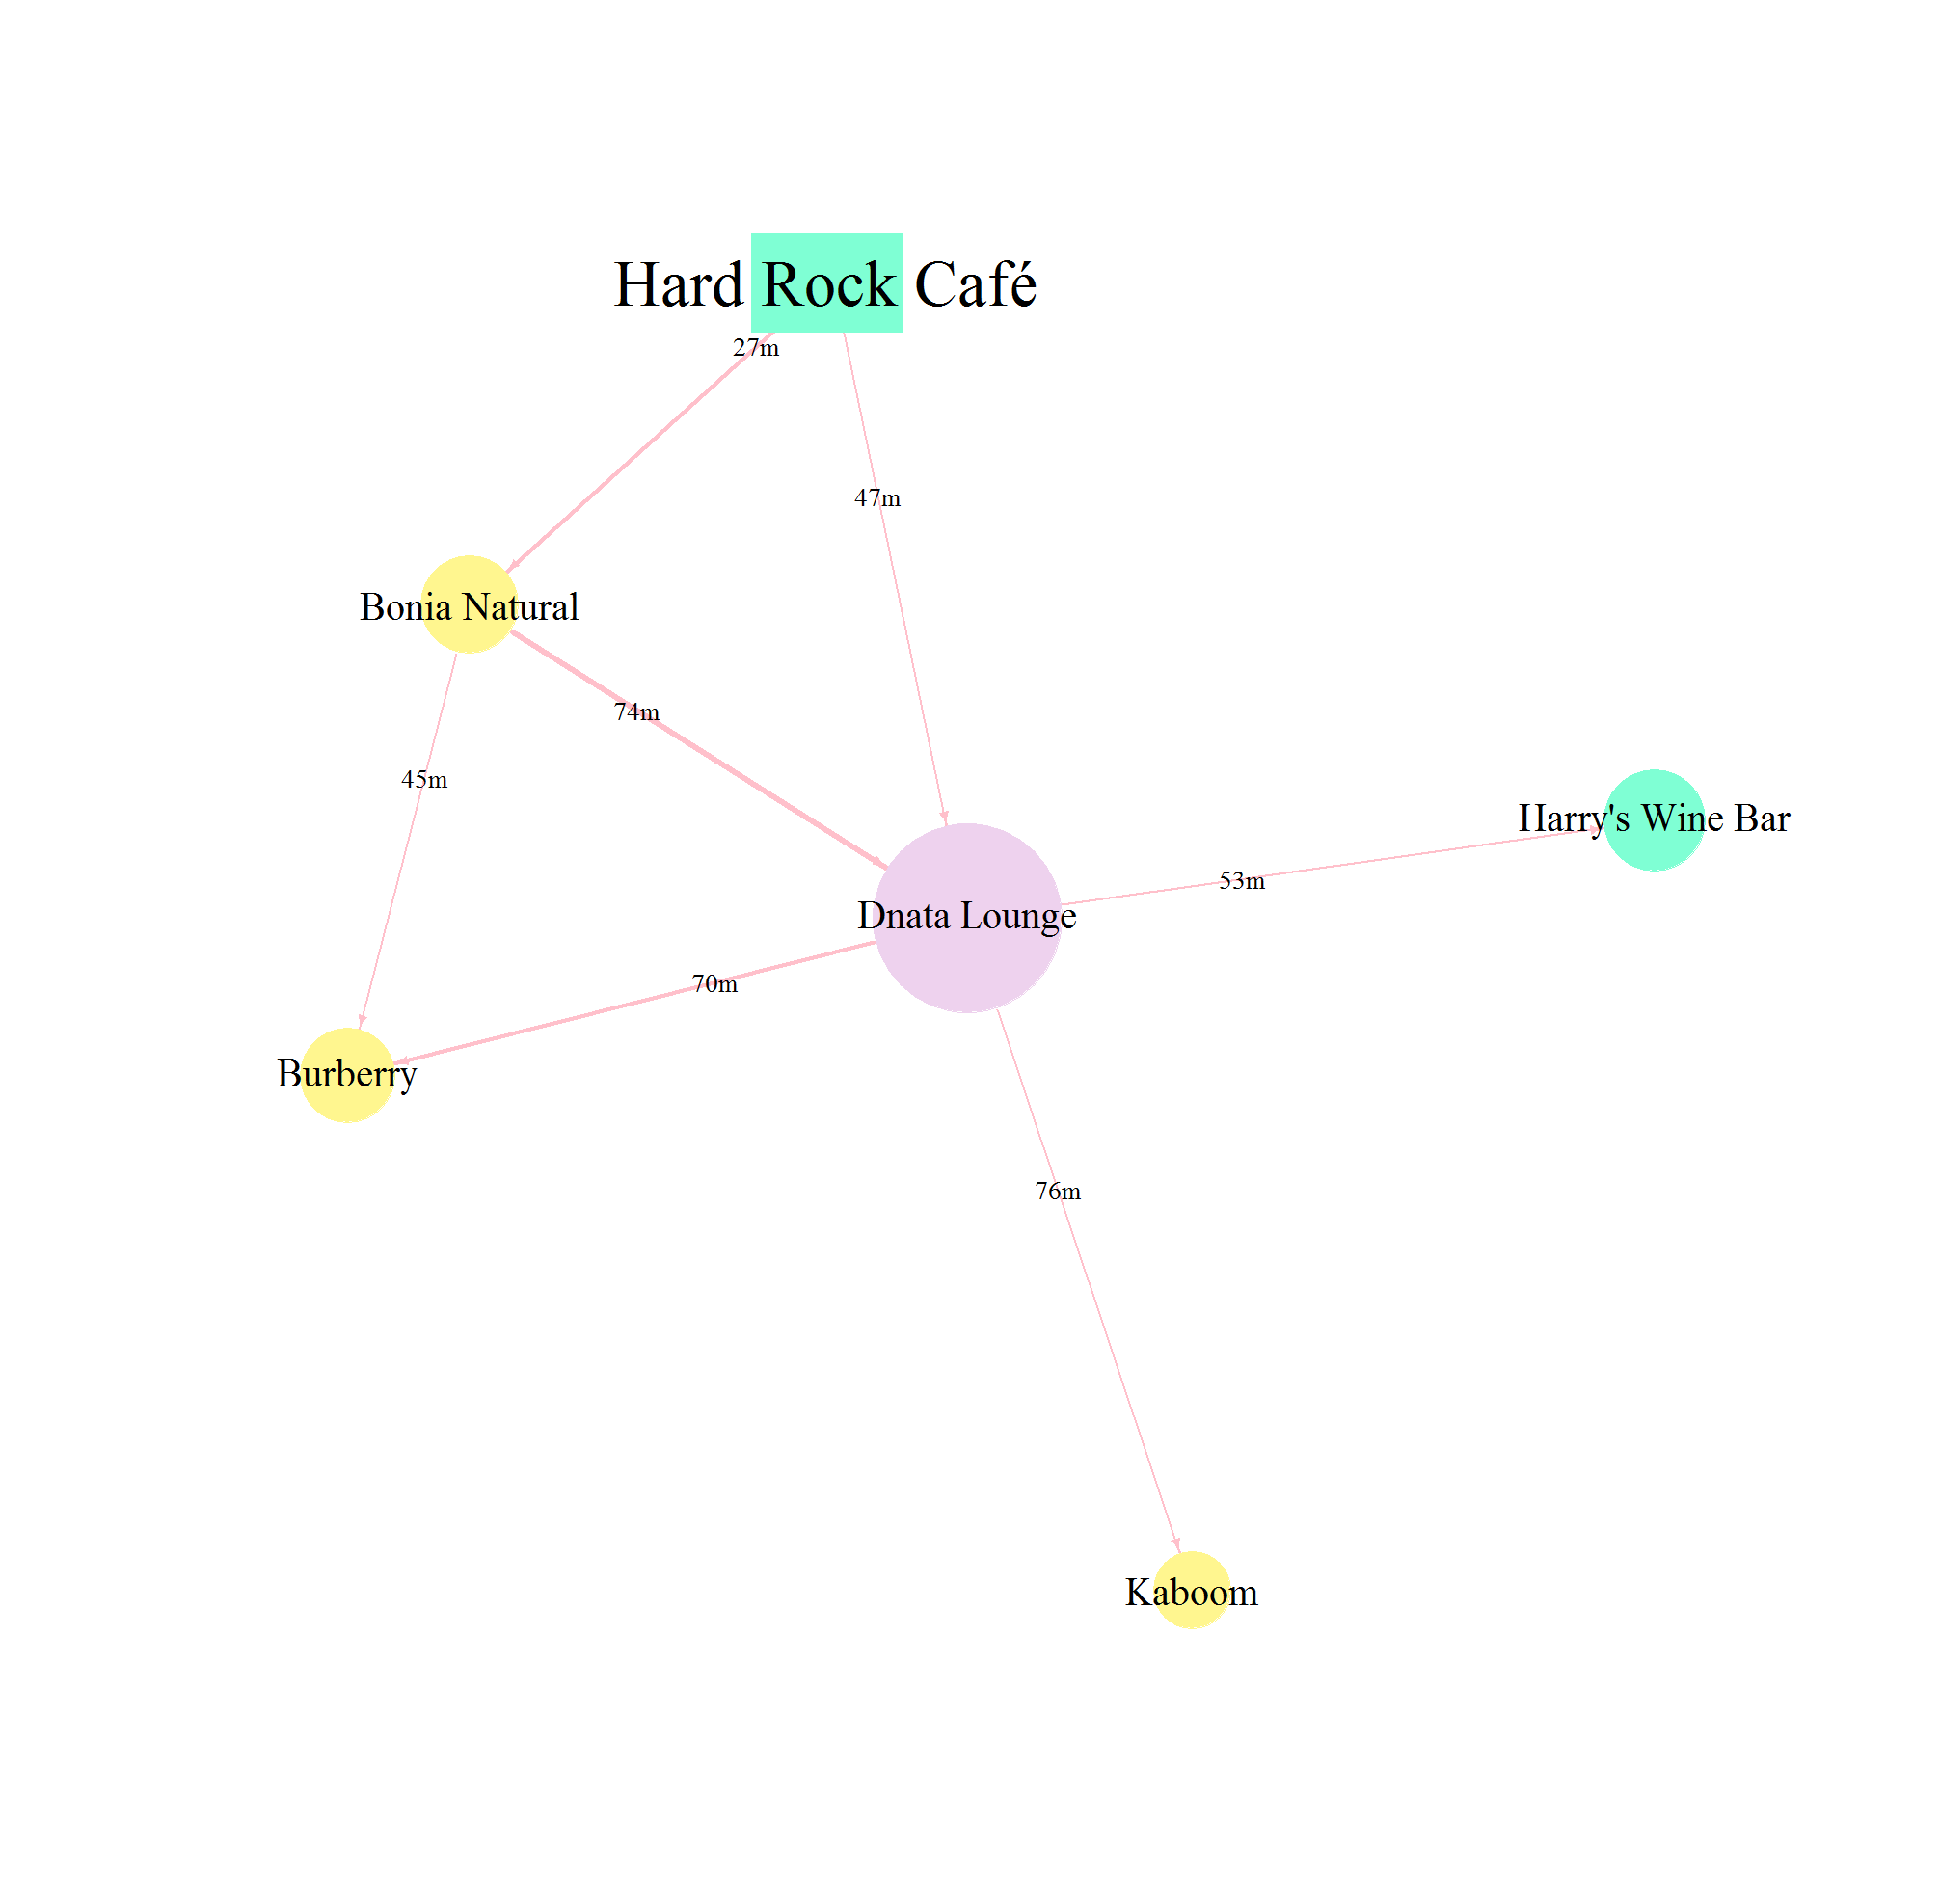 Hard Rock Café
27m
47m
Bonia Natural
74m
45m
Harry's Wine Bar
53m
Dnata Lounge
70m
Burberry
76m
Kaboom